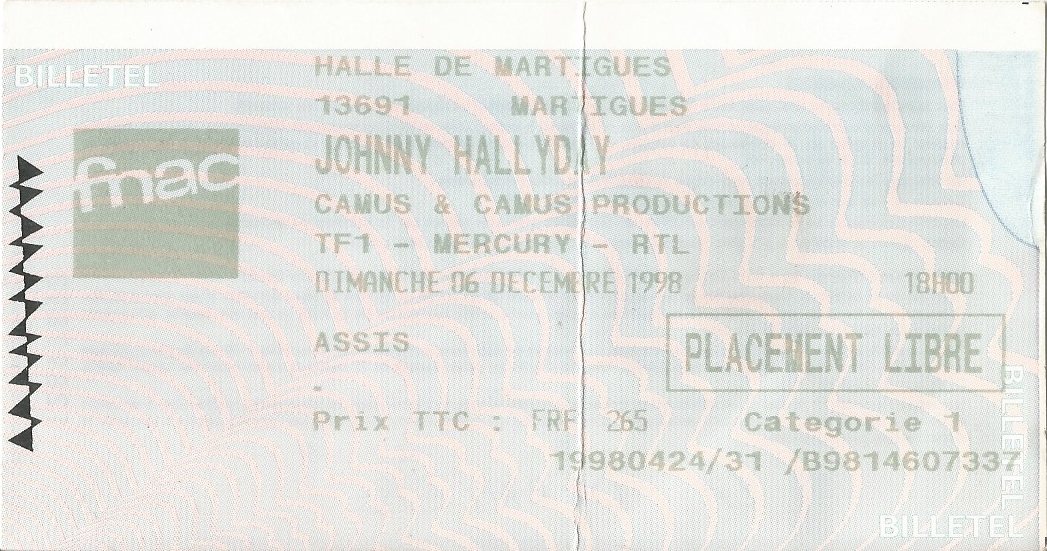 BILLETEL
fnac
HALLE DE MARTIGUES
13691 MARTIGUES
JOHNNY HALLYDAY
CAMUS & CAMUS PRODUCTIONS
TF1 - MERCURY - RTL
DIMANCHE 06 DECEMBRE 1998 18H00
ASSIS
PLACEMENT LIBRE
-
Prix TTC : FRF 265 Categorie 1
19980424/31 /B9814607337
BILLETEL
BILLETEL